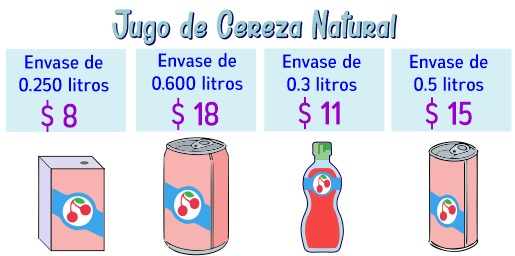 Jugo de Cereza Natural
Envase de
0.250 litros
$ 8
Envase de
0.600 litros
$ 18
Envase de
0.3 litros
$ 11
Envase de
0.5 litros
$ 15